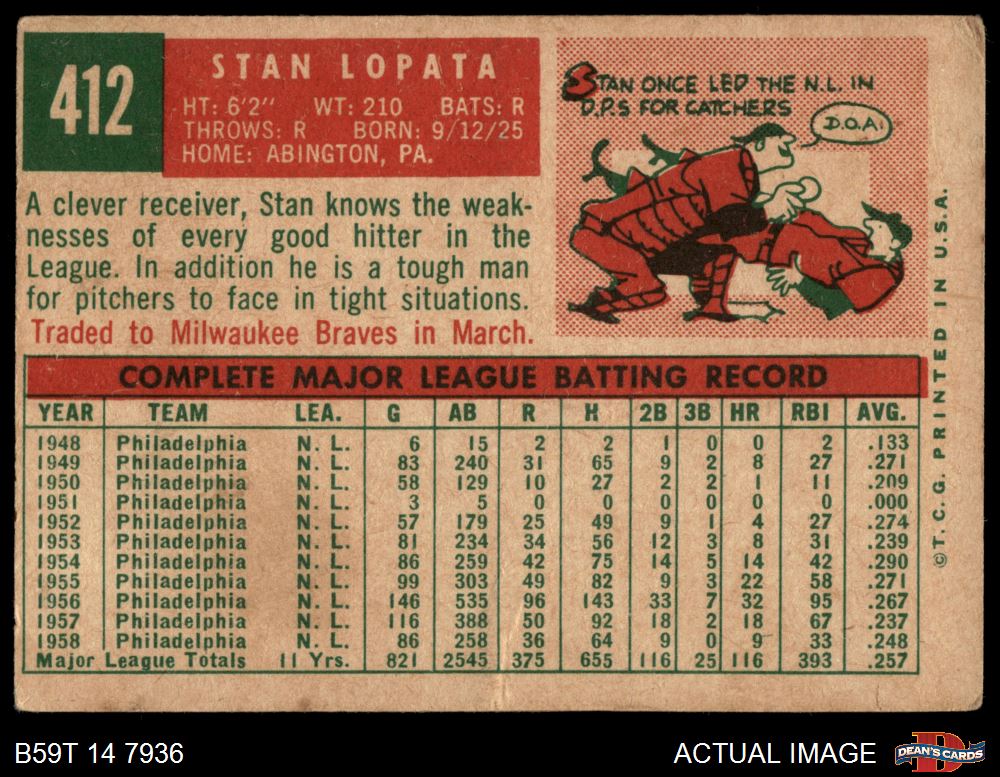 412
STAN LOPATA
HT: 6'2" WT: 210 BATS: R
THROWS: R BORN: 9/12/25
HOME: ABINGTON, PA.
A clever receiver, Stan knows the weak-
nesses of every good hitter in the
League. In addition he is a tough man
for pitchers to face in tight situations.
Traded to Milwaukee Braves in March.
STAN ONCE LED THE N.L. IN
D.P.S FOR CATCHERS
D.O.A.
COMPLETE MAJOR LEAGUE BATTING RECORD
YEAR TEAM LEA. G AB R H 2B 3B HR RBI AVG.
1948 Philadelphia N. L. 6 15 2 2 1 0 0 2 .133
1949 Philadelphia N. L. 83 240 31 65 9 2 8 27 .271
1950 Philadelphia N. L. 58 129 10 27 2 2 1 11 .209
1951 Philadelphia N. L. 3 5 0 0 0 0 0 0 .000
1952 Philadelphia N. L. 57 179 25 49 9 1 4 27 .274
1953 Philadelphia N. L. 81 234 34 56 12 3 8 31 .239
1954 Philadelphia N. L. 86 259 42 75 14 5 14 42 .290
1955 Philadelphia N. L. 99 303 49 82 9 3 22 58 .271
1956 Philadelphia N. L. 146 535 96 143 33 7 32 95 .267
1957 Philadelphia N. L. 116 388 50 92 18 2 18 67 .237
1958 Philadelphia N. L. 86 258 36 64 9 0 9 33 .248
Major League Totals 11 Yrs. 821 2545 375 655 116 25 116 393 .257
©T. C. G. PRINTED IN U.S.A.
B59T 14 7936
ACTUAL IMAGE
DEAN'S CARDS